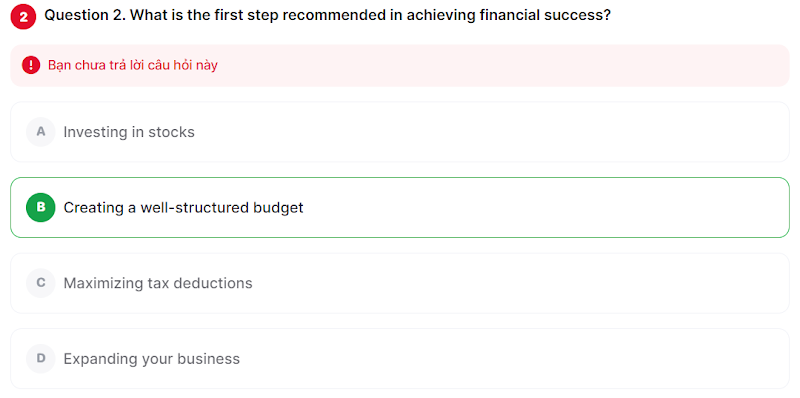 2 Question 2. What is the first step recommended in achieving financial success?
! Bạn chưa trả lời câu hỏi này
A Investing in stocks
B Creating a well-structured budget
C Maximizing tax deductions
D Expanding your business